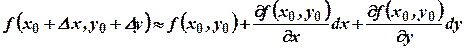 f(x₀ + Δx, y₀ + Δy) ≈ f(x₀, y₀) + ∂f(x₀, y₀)/∂x dx + ∂f(x₀, y₀)/∂y dy